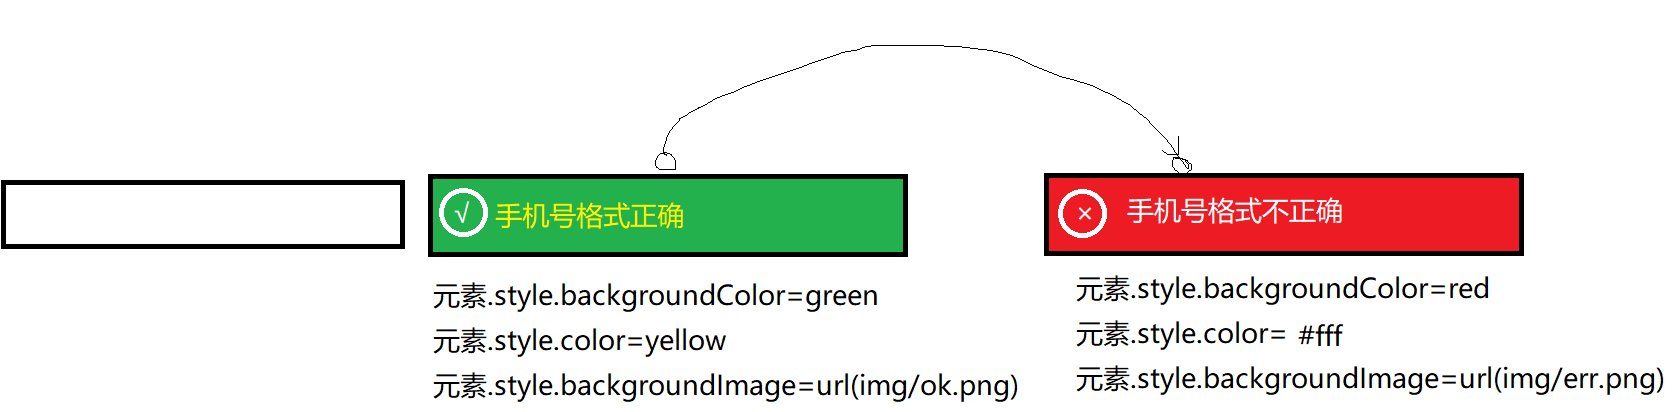 √ 手机号格式正确
元素.style.backgroundColor=green
元素.style.color=yellow
元素.style.backgroundImage=url(img/ok.png)
× 手机号格式不正确
元素.style.backgroundColor=red
元素.style.color= #fff
元素.style.backgroundImage=url(img/err.png)